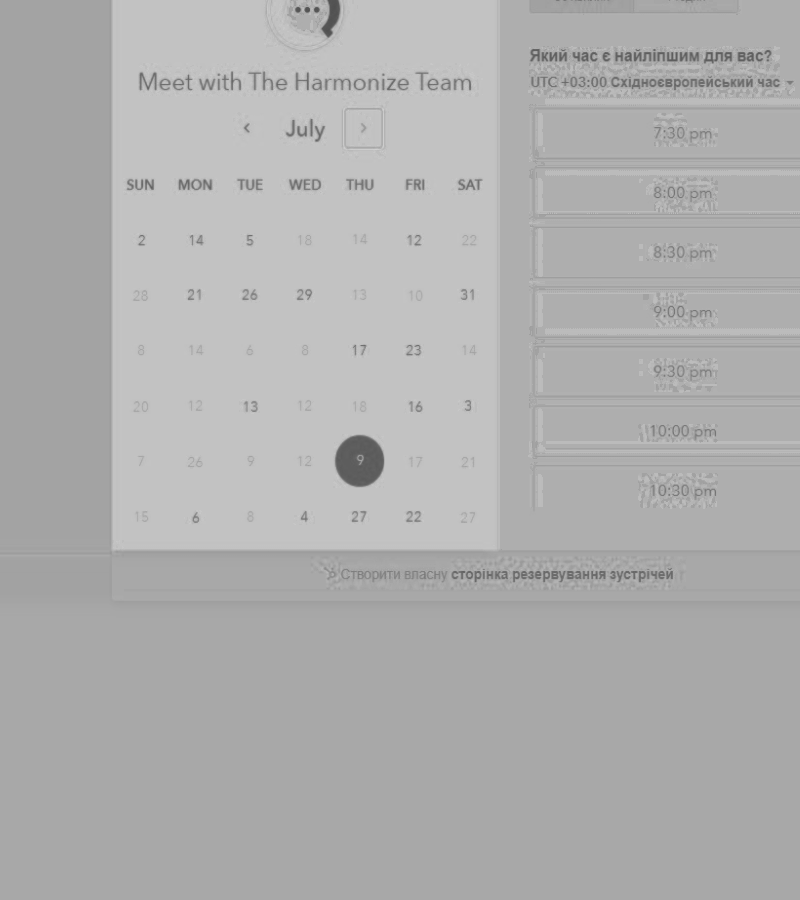 Meet with The Harmonize Team
July
SUN MON TUE WED THU FRI SAT
2 14 5 18 14 12 22
28 21 26 29 13 10 31
8 14 6 8 17 23 14
20 12 13 12 18 16 3
7 26 9 12 9 17 21
15 6 8 4 27 22 27
Який час є найліпшим для вас?
UTC +03:00 Східноєвропейський час
7:30 pm
8:00 pm
8:30 pm
9:00 pm
9:30 pm
10:00 pm
10:30 pm
Створити власну сторінка резервування зустрічей